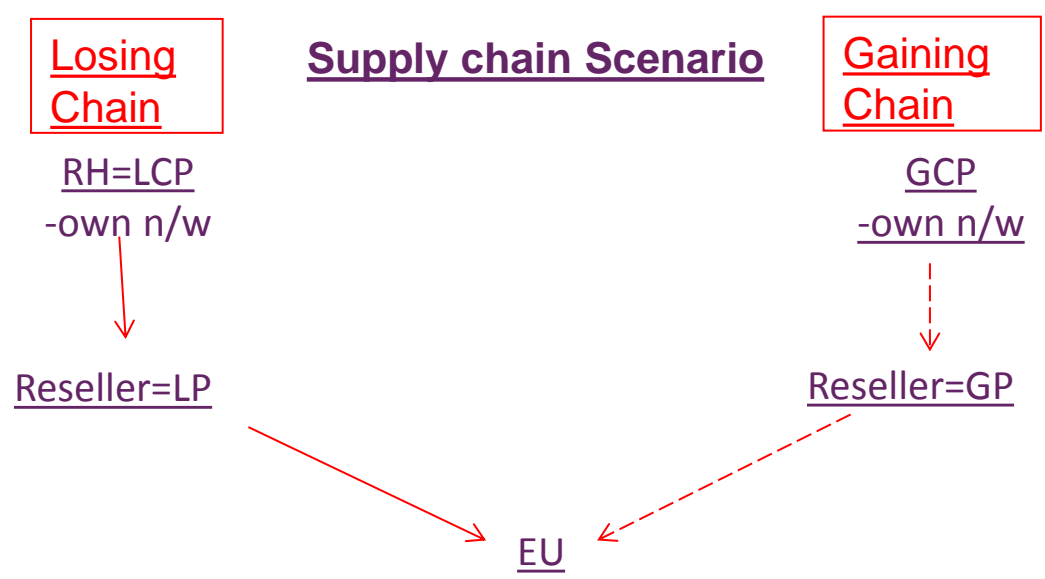 Losing
Chain
Supply chain Scenario
Gaining
Chain
RH=LCP
-own n/w
GCP
-own n/w
Reseller=LP
Reseller=GP
EU